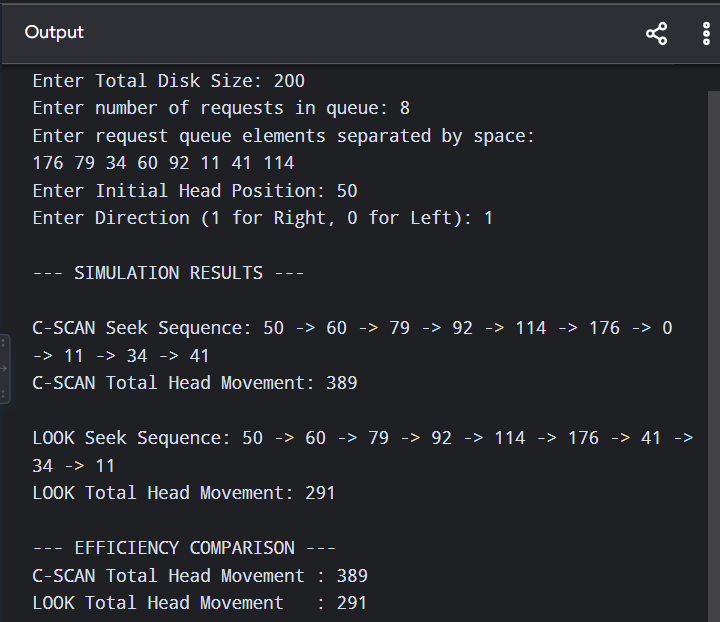 Output
Enter Total Disk Size: 200
Enter number of requests in queue: 8
Enter request queue elements separated by space:
176 79 34 60 92 11 41 114
Enter Initial Head Position: 50
Enter Direction (1 for Right, 0 for Left): 1
--- SIMULATION RESULTS ---
C-SCAN Seek Sequence: 50 -> 60 -> 79 -> 92 -> 114 -> 176 -> 0
-> 11 -> 34 -> 41
C-SCAN Total Head Movement: 389
LOOK Seek Sequence: 50 -> 60 -> 79 -> 92 -> 114 -> 176 -> 41 ->
34 -> 11
LOOK Total Head Movement: 291
--- EFFICIENCY COMPARISON ---
C-SCAN Total Head Movement : 389
LOOK Total Head Movement   : 291